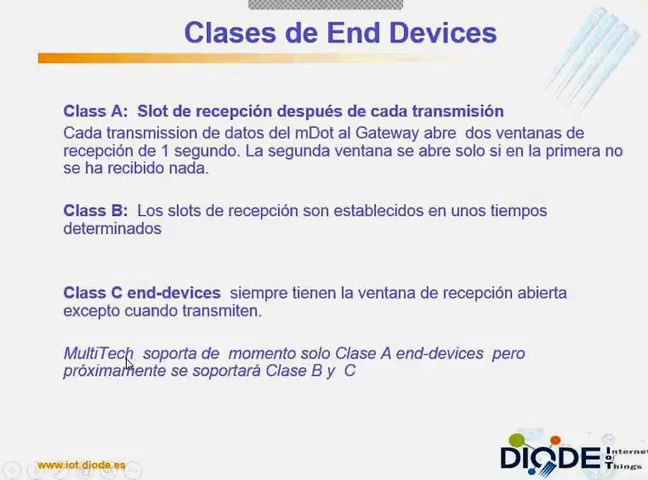 Clases de End Devices
Class A: Slot de recepción después de cada transmisión
Cada transmission de datos del mDot al Gateway abre dos ventanas de
recepción de 1 segundo. La segunda ventana se abre solo si en la primera no
se ha recibido nada.
Class B: Los slots de recepción son establecidos en unos tiempos
determinados
Class C end-devices siempre tienen la ventana de recepción abierta
excepto cuando transmiten.
MultiTech soporta de momento solo Clase A end-devices pero
próximamente se soportará Clase B y C
www.iot.diode.es
DIODE
Internet
of
Things